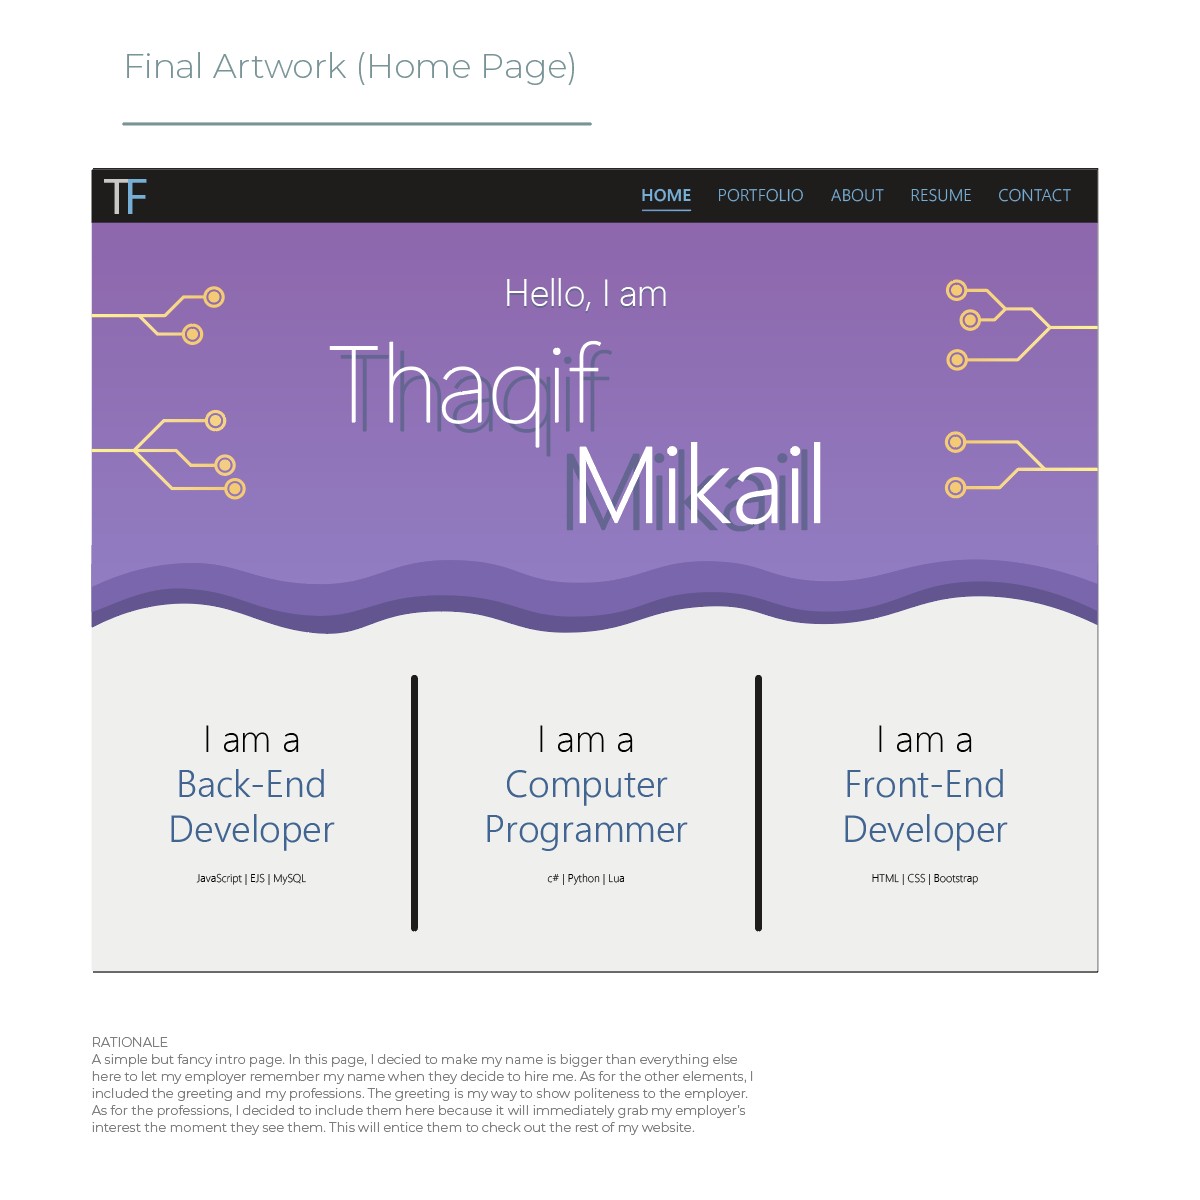 Final Artwork (Home Page)
TF
HOME PORTFOLIO ABOUT RESUME CONTACT
Hello, I am
Thaqif
Mikail
I am a
Back-End
Developer
JavaScript | EJS | MySQL
I am a
Computer
Programmer
c# | Python | Lua
I am a
Front-End
Developer
HTML | CSS | Bootstrap
RATIONALE
A simple but fancy intro page. In this page, I decied to make my name is bigger than everything else
here to let my employer remember my name when they decide to hire me. As for the other elements, I
included the greeting and my professions. The greeting is my way to show politeness to the employer.
As for the professions, I decided to include them here because it will immediately grab my employer's
interest the moment they see them. This will entice them to check out the rest of my website.